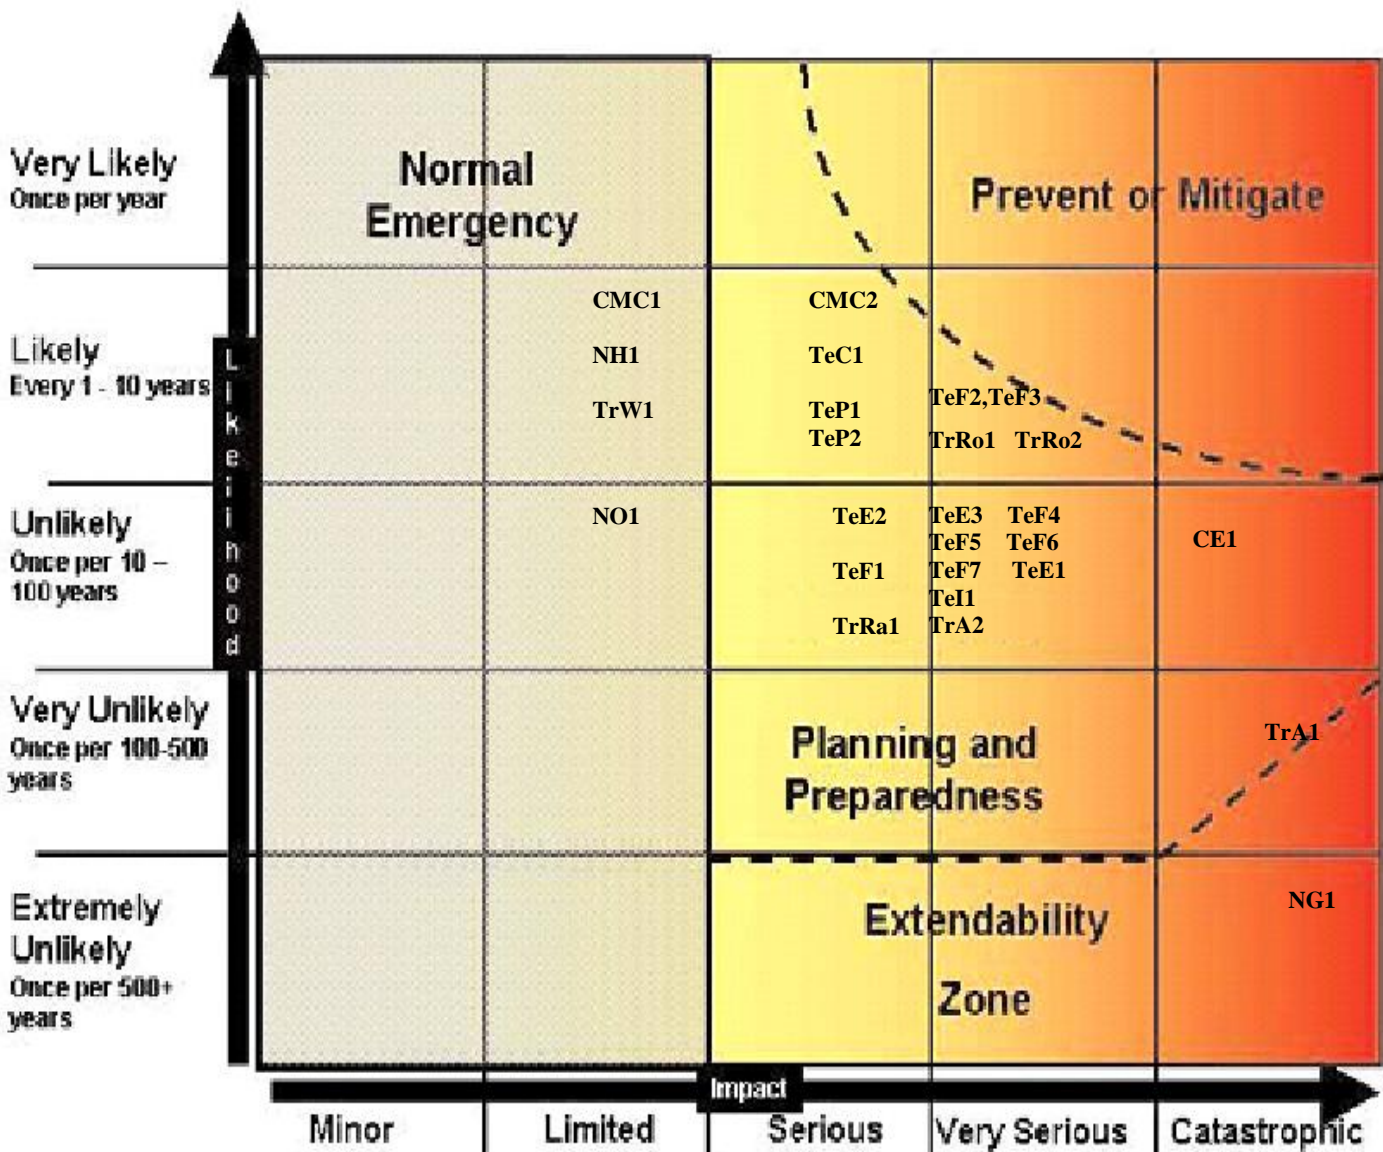 Very Likely
Once per year
Normal
Emergency
Prevent or Mitigate
Likely
Every 1 - 10 years
CMC1
NH1
TrW1
CMC2
TeC1
TeP1
TeP2
TeF2,TeF3
TrRo1 TrRo2
Likelihood
Unlikely
Once per 10 –
100 years
NO1
TeE2
TeF1
TrRa1
TeE3 TeF4
TeF5 TeF6
TeF7 TeE1
TeI1
TrA2
CE1
Very Unlikely
Once per 100-500
years
Planning and
Preparedness
TrA1
Extremely
Unlikely
Once per 500+
years
Extendability
Zone
NG1
Impact
Minor
Limited
Serious
Very Serious
Catastrophic